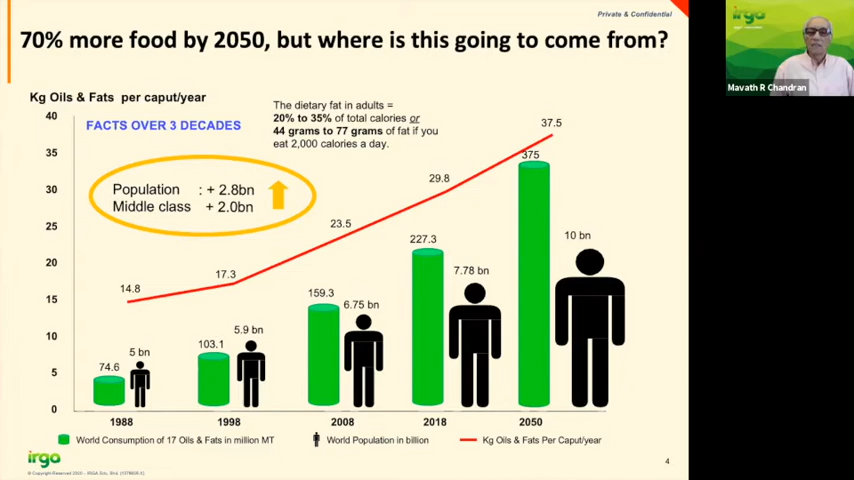 Private & Confidential
70% more food by 2050, but where is this going to come from?
Kg Oils & Fats per caput/year
FACTS OVER 3 DECADES
The dietary fat in adults =
20% to 35% of total calories or
44 grams to 77 grams of fat if you
eat 2,000 calories a day.
Population : + 2.8bn
Middle class + 2.0bn
40
35
30
25
20
15
10
5
0
14.8
17.3
23.5
29.8
37.5
74.6
5 bn
103.1
5.9 bn
159.3
6.75 bn
227.3
7.78 bn
375
10 bn
1988
1998
2008
2018
2050
World Consumption of 17 Oils & Fats in million MT
World Population in billion
Kg Oils & Fats Per Caput/year
irga
4
irga
Mavath R Chandran